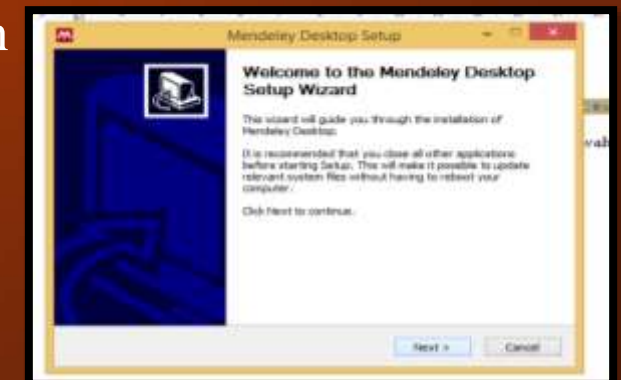 n
Mendeley Desktop Setup
Welcome to the Mendeley Desktop
Setup Wizard
This wizard will guide you through the installation of
Mendeley Desktop.
It is recommended that you close all other applications
before starting Setup. This will make it possible to update
relevant system files without having to reboot your
computer.
Click Next to continue.
vah
Next >
Cancel